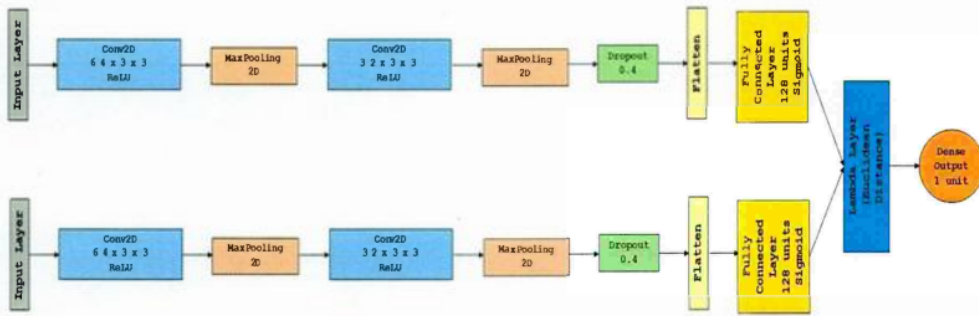 Input Layer
Conv2D
64 x 3 x 3
ReLU
MaxPooling
2D
Conv2D
32 x 3 x 3
ReLU
MaxPooling
2D
Dropout
0.4
Flatten
Fully
Connected
Layer
128 units
Sigmoid
Lambda Layer
(Euclidean
Distance)
Dense
Output
1 unit
Input Layer
Conv2D
64 x 3 x 3
ReLU
MaxPooling
2D
Conv2D
32 x 3 x 3
ReLU
MaxPooling
2D
Dropout
0.4
Flatten
Fully
Connected
Layer
128 units
Sigmoid